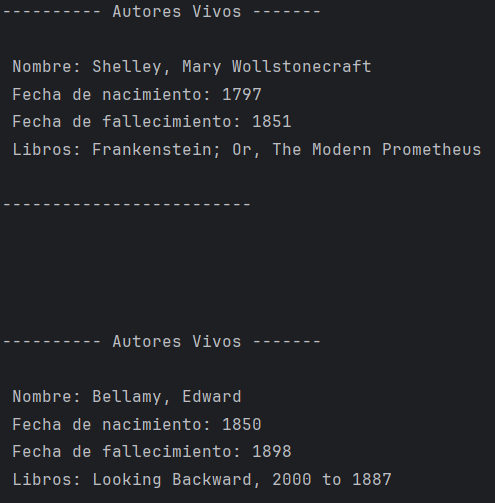 ---------- Autores Vivos -------
Nombre: Shelley, Mary Wollstonecraft
Fecha de nacimiento: 1797
Fecha de fallecimiento: 1851
Libros: Frankenstein; Or, The Modern Prometheus
-------------------------
---------- Autores Vivos -------
Nombre: Bellamy, Edward
Fecha de nacimiento: 1850
Fecha de fallecimiento: 1898
Libros: Looking Backward, 2000 to 1887